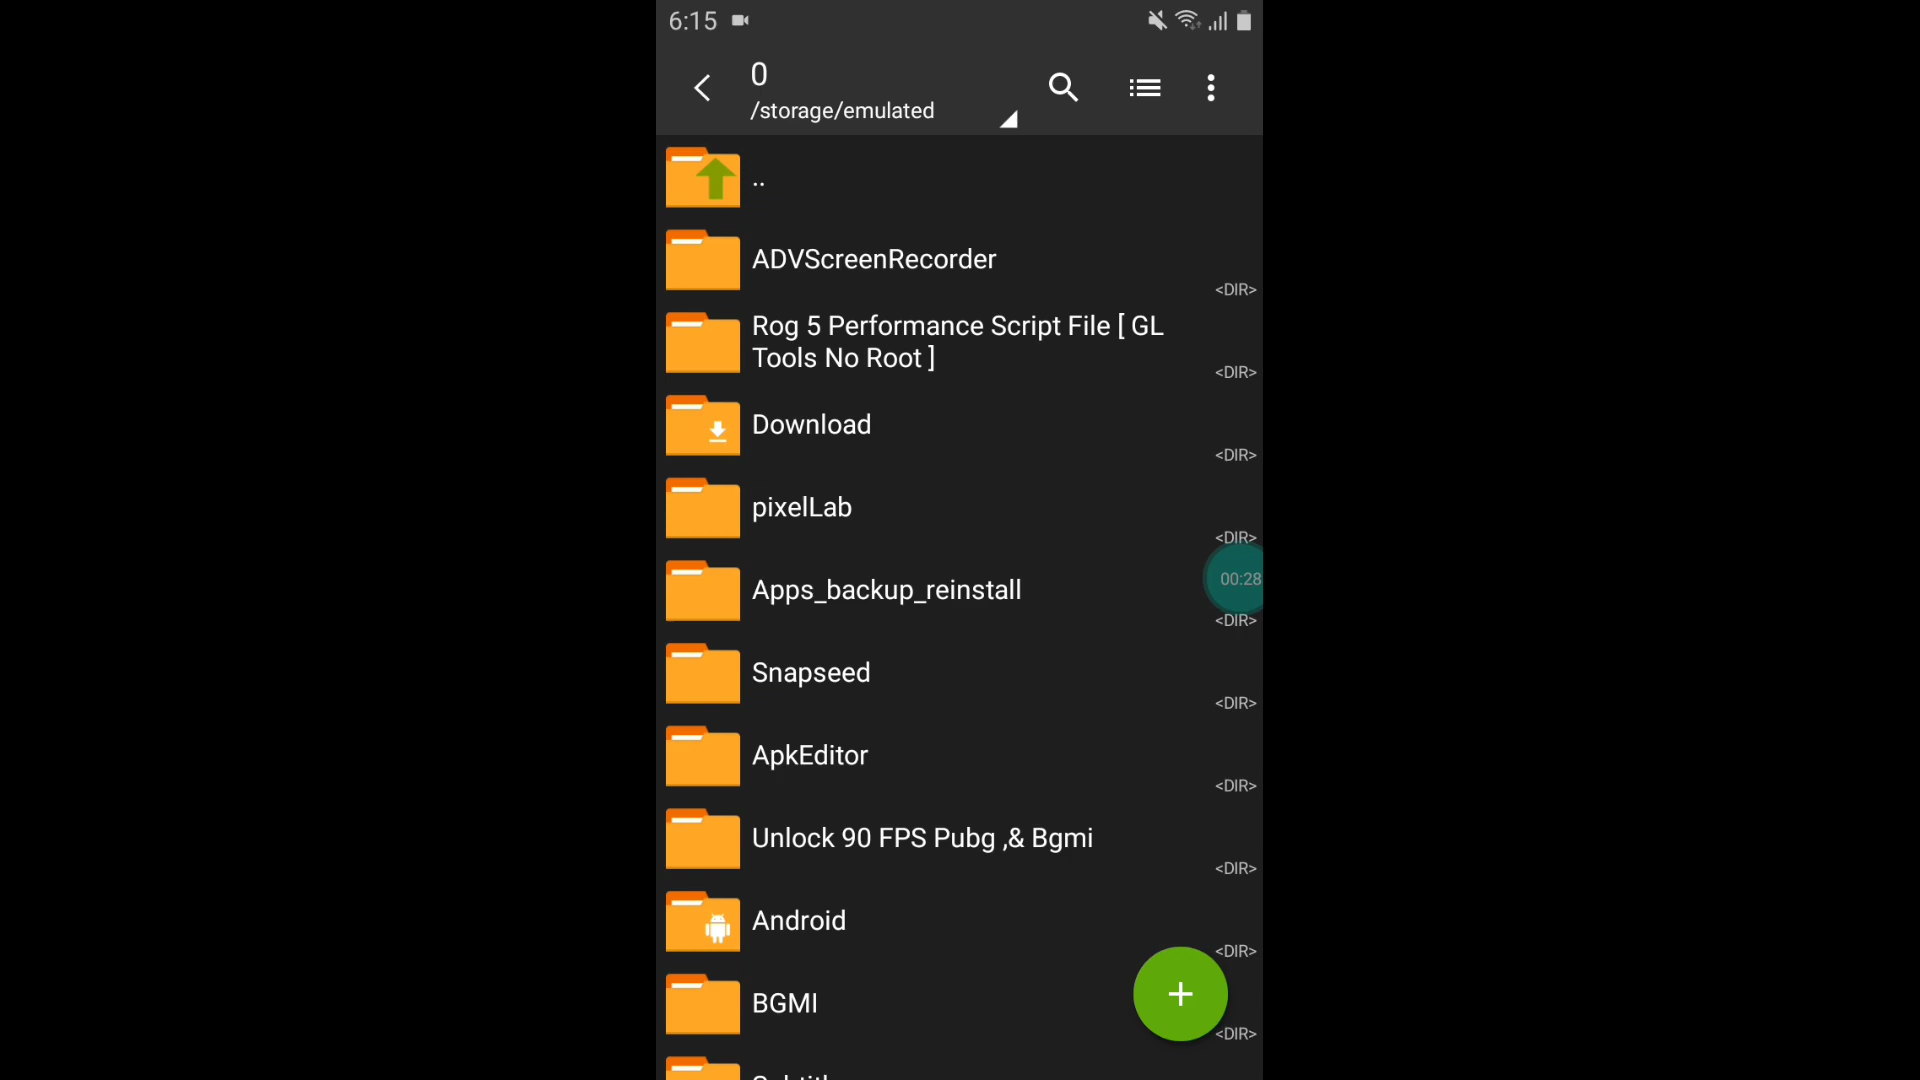 6:15
0
/storage/emulated
..
ADVScreenRecorder
<DIR>
Rog 5 Performance Script File [ GL
Tools No Root ]
<DIR>
Download
<DIR>
pixelLab
<DIR>
Apps_backup_reinstall
00:28
<DIR>
Snapseed
<DIR>
ApkEditor
<DIR>
Unlock 90 FPS Pubg ,& Bgmi
<DIR>
Android
<DIR>
BGMI
<DIR>